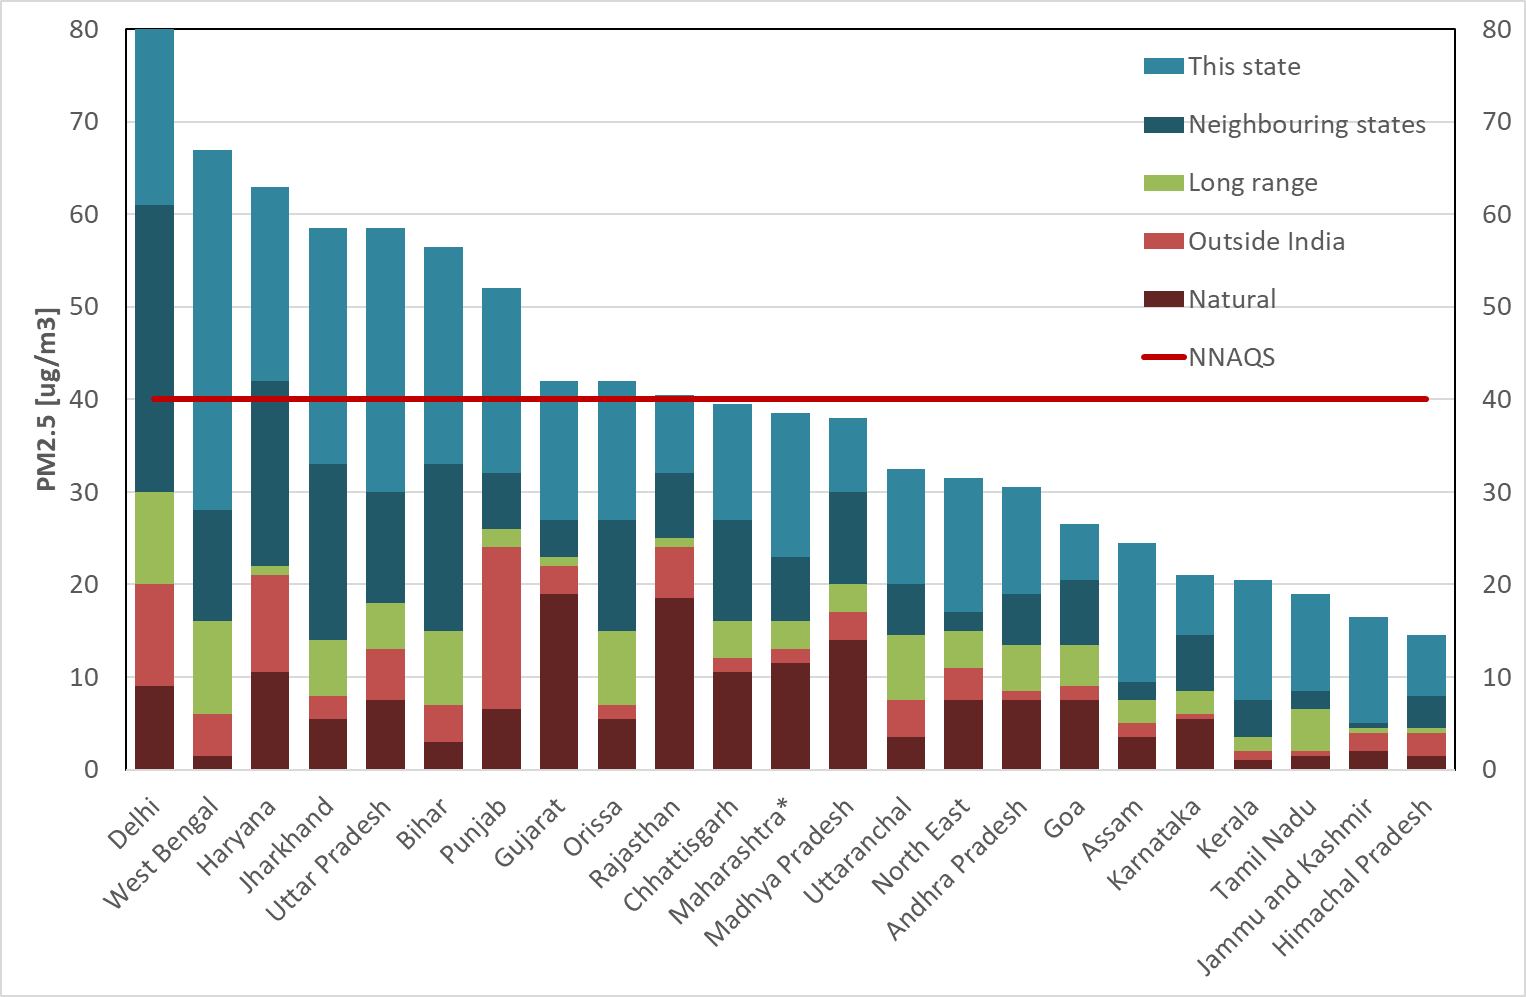 80
70
60
50
40
30
20
10
0
PM2.5 [ug/m3]
80
70
60
50
40
30
20
10
0
This state
Neighbouring states
Long range
Outside India
Natural
NNAQS
Delhi
West Bengal
Haryana
Jharkhand
Uttar Pradesh
Bihar
Punjab
Gujarat
Orissa
Rajasthan
Chhattisgarh
Maharashtra*
Madhya Pradesh
Uttaranchal
North East
Andhra Pradesh
Goa
Assam
Karnataka
Kerala
Tamil Nadu
Jammu and Kashmir
Himachal Pradesh